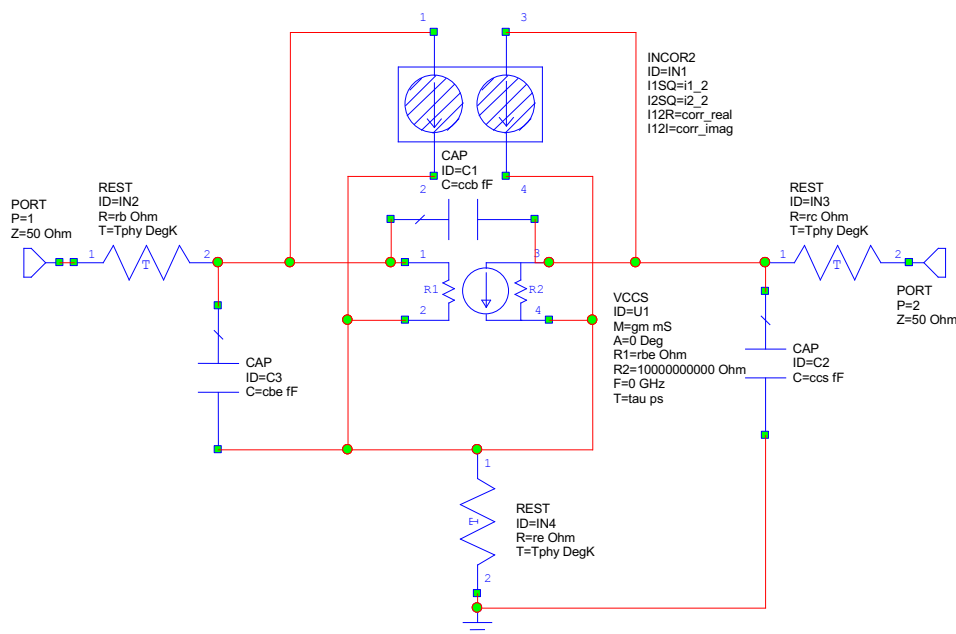 1
3
INCOR2
ID=IN1
I1SQ=i1_2
I2SQ=i2_2
I12R=corr_real
I12I=corr_imag
CAP
ID=C1
C=ccb fF
2
4
PORT
P=1
Z=50 Ohm
REST
ID=IN2
R=rb Ohm
T=Tphy DegK
1
2
T
REST
ID=IN3
R=rc Ohm
T=Tphy DegK
1
2
T
PORT
P=2
Z=50 Ohm
1
3
R1
R2
2
4
VCCS
ID=U1
M=gm mS
A=0 Deg
R1=rbe Ohm
R2=10000000000 Ohm
F=0 GHz
T=tau ps
CAP
ID=C3
C=cbe fF
CAP
ID=C2
C=ccs fF
1
T
REST
ID=IN4
R=re Ohm
T=Tphy DegK
2